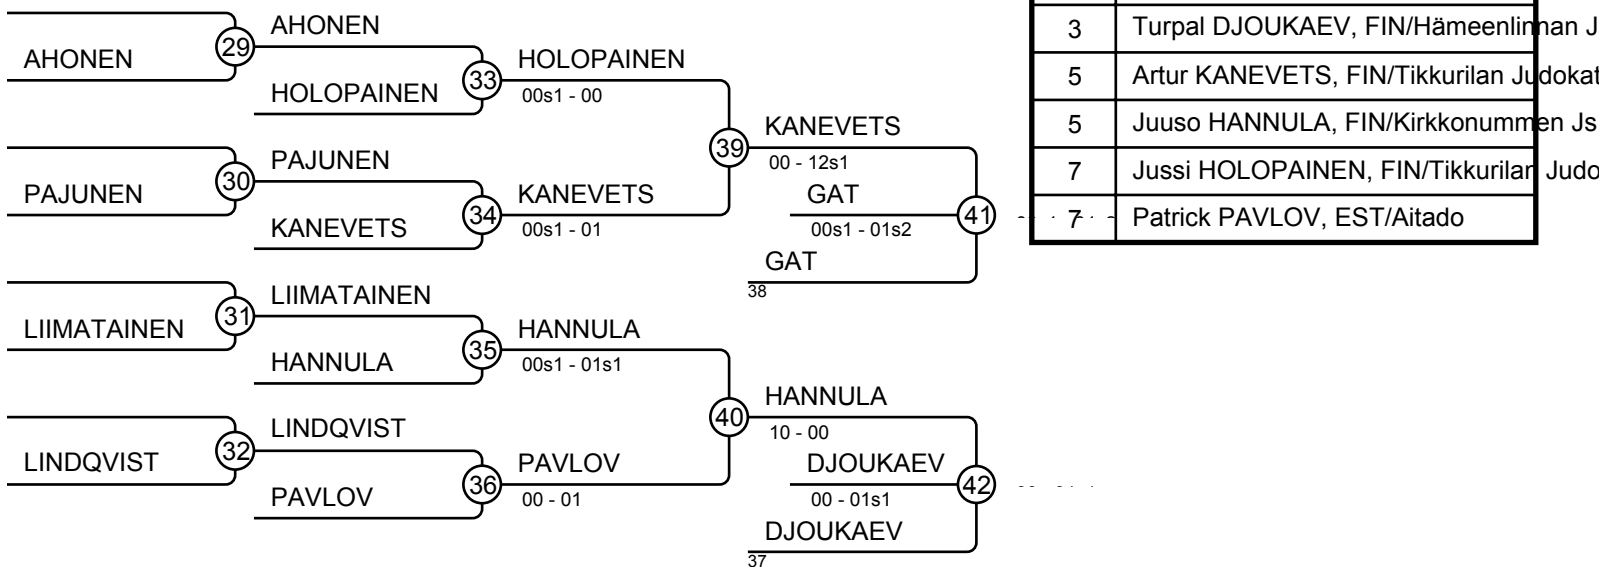 AHONEN
29
AHONEN
HOLOPAINEN
33
HOLOPAINEN
00s1 - 00
PAJUNEN
30
PAJUNEN
KANEVETS
34
KANEVETS
00s1 - 01
39
KANEVETS
00 - 12s1
GAT
00s1 - 01s2
41
GAT
38
LIIMATAINEN
31
LIIMATAINEN
HANNULA
35
HANNULA
00s1 - 01s1
LINDQVIST
32
LINDQVIST
PAVLOV
36
PAVLOV
00 - 01
40
HANNULA
10 - 00
DJOUKAEV
00 - 01s1
42
DJOUKAEV
37
3 Turpal DJOUKAEV, FIN/Hämeenlinnan J
5 Artur KANEVETS, FIN/Tikkurilan Judokat
5 Juuso HANNULA, FIN/Kirkkonummen Js
7 Jussi HOLOPAINEN, FIN/Tikkurilan Judo
7 Patrick PAVLOV, EST/Aitado